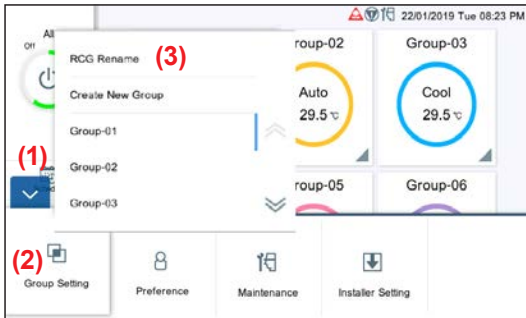 22/01/2019 Tue 08:23 PM
All
Off
RCG Rename
(3)
Create New Group
Group-01
Group-02
Group-03
roup-02
Auto
29.5 ℃
Group-03
Cool
29.5 ℃
(1)
roup-05
Group-06
(2)
Group Setting
Preference
Maintenance
Installer Setting